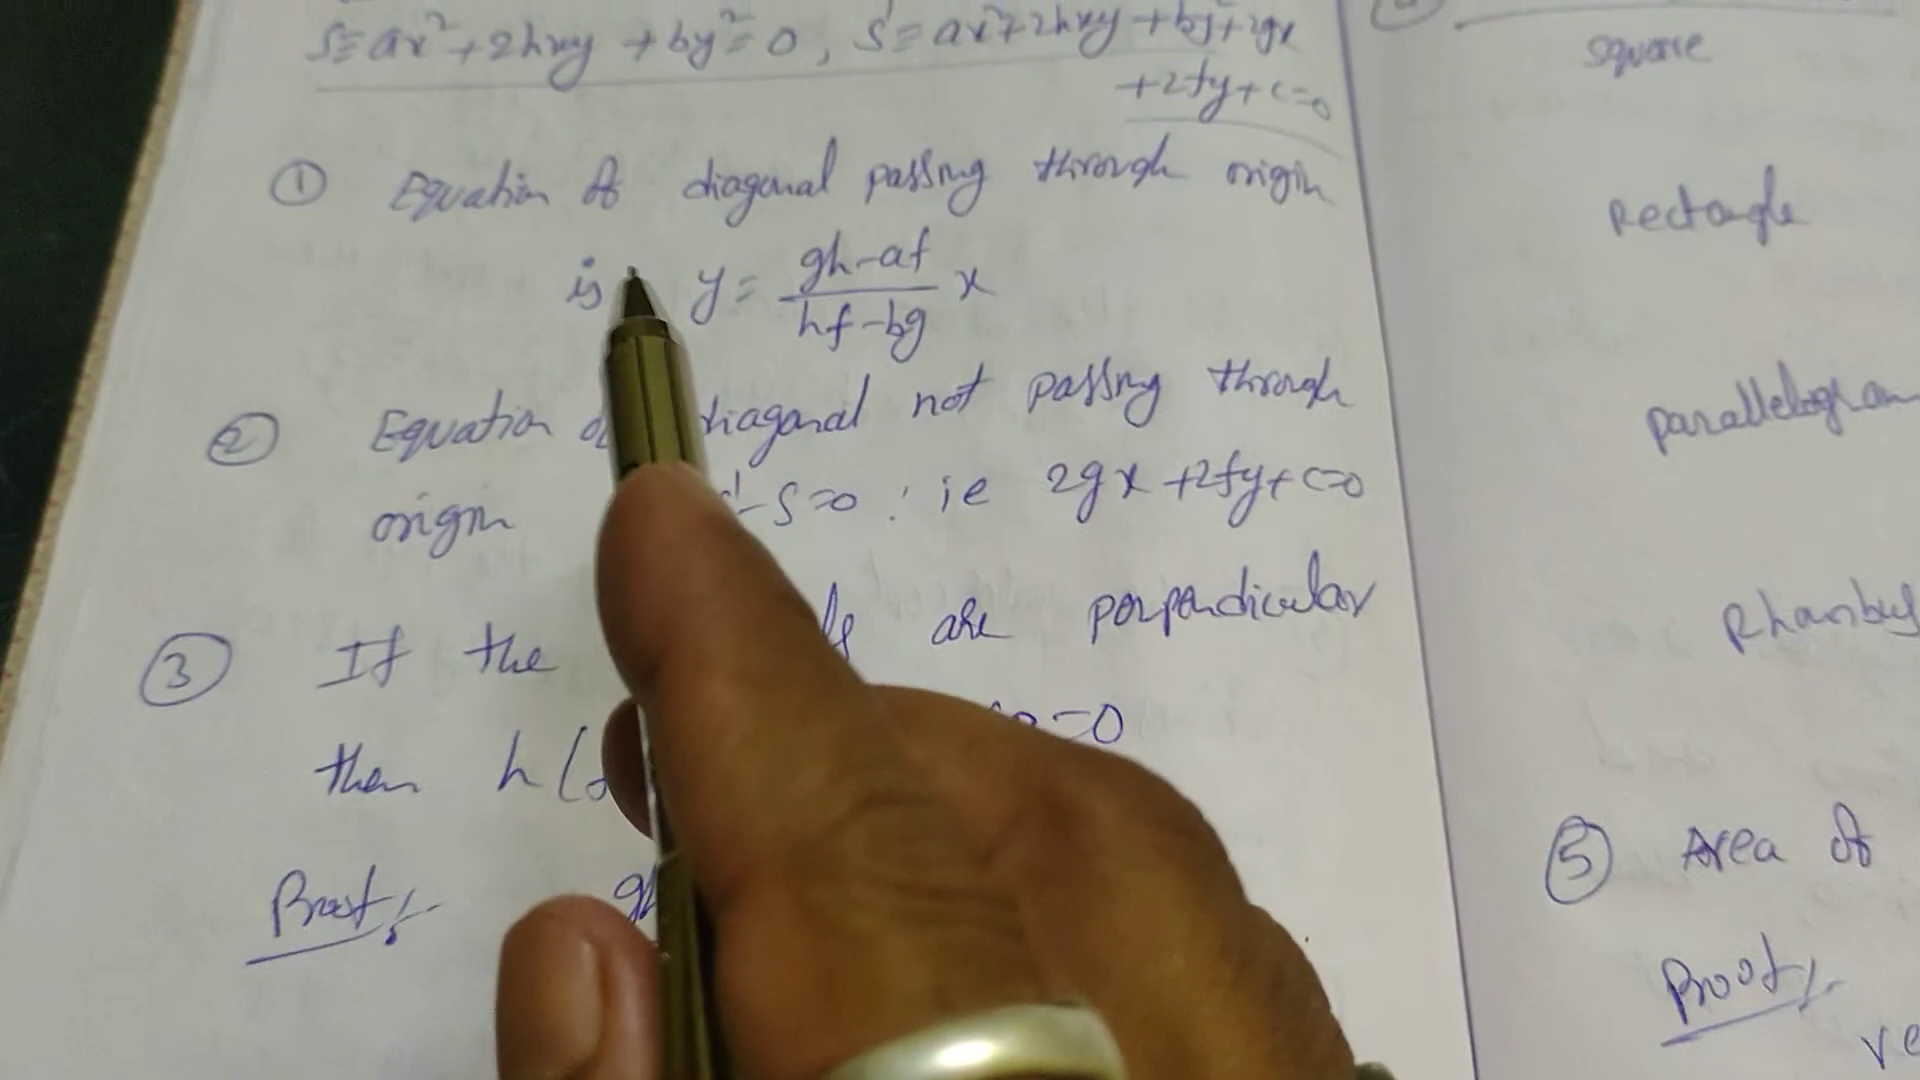 S≡ax²+2hxy+by²=0, S'≡ax²+2hxy+by²+2gx
+2fy+c=0
① Equation of diagonal passing through origin
is y = (gh-af)/(hf-bg) x
② Equation diagonal not passing through
origin -S=0 : ie 2gx+2fy+c=0
③ If the are perpendicular
then h( =0
Proof:-
square
Rectangle
parallelogram
Rhombus
⑤ Area of
Proof:-